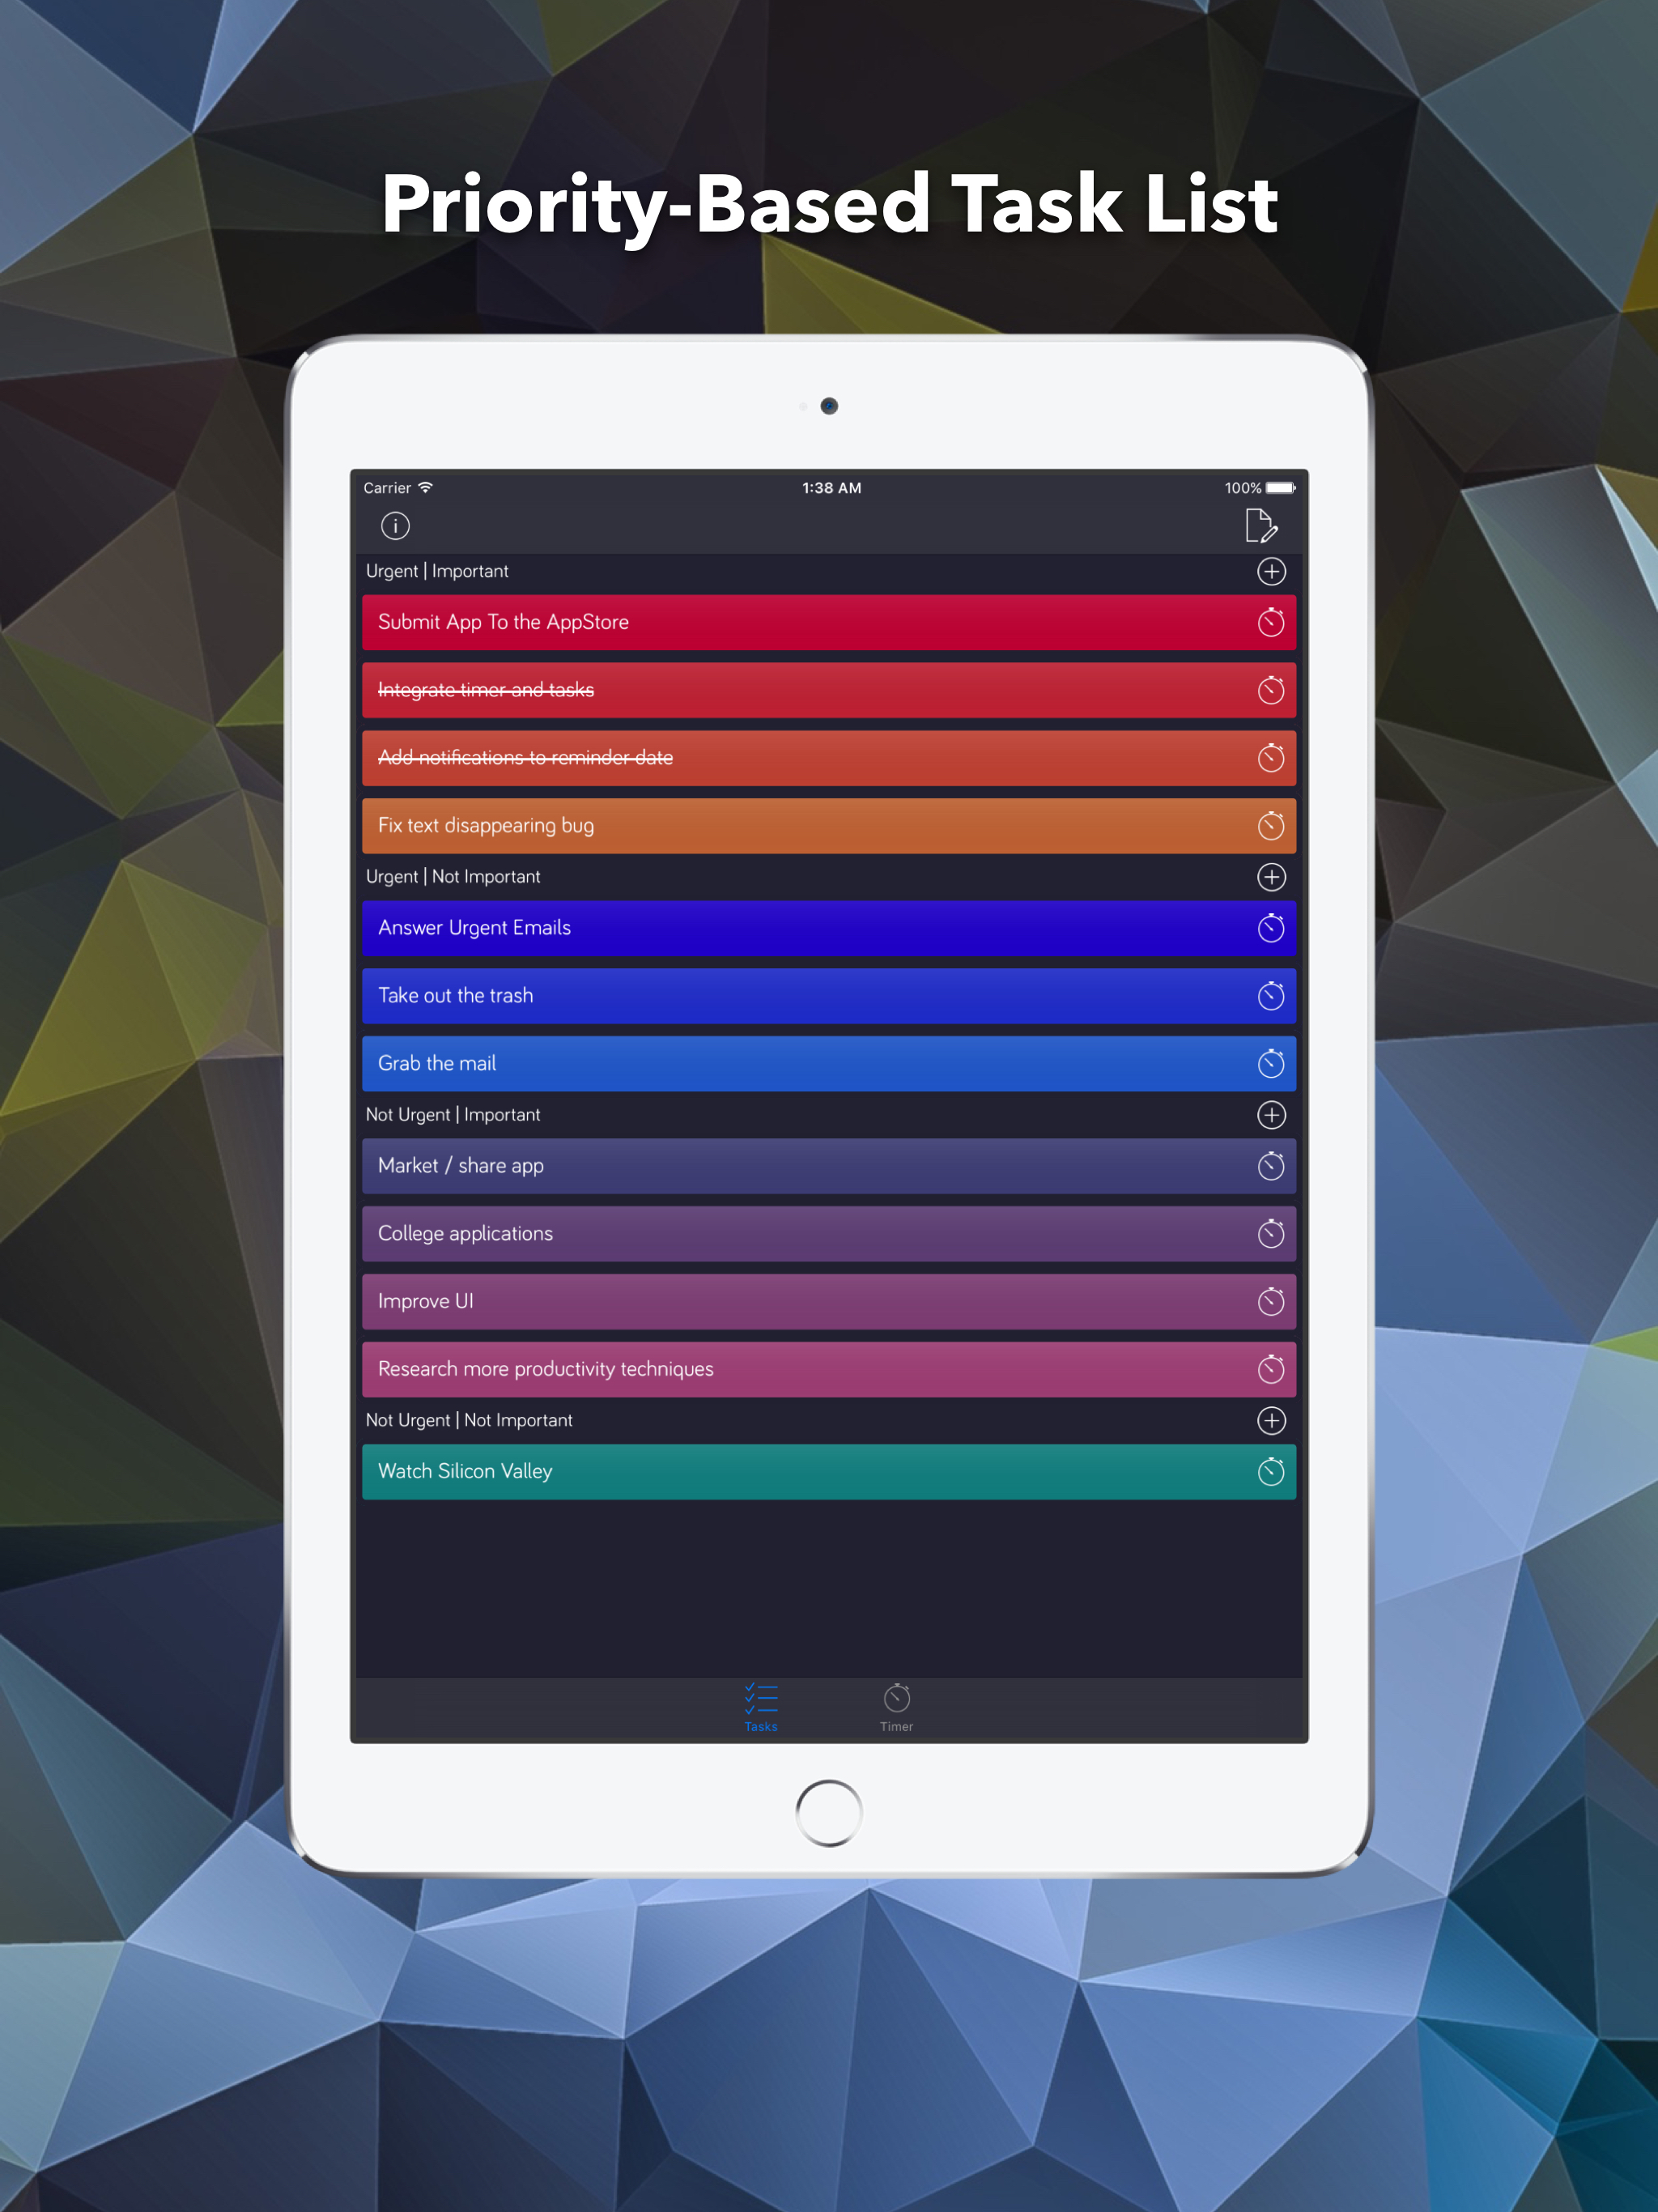 Priority-Based Task List
Carrier 1:38 AM 100%
Urgent | Important
Submit App To the AppStore
Integrate timer and tasks
Add notifications to reminder date
Fix text disappearing bug
Urgent | Not Important
Answer Urgent Emails
Take out the trash
Grab the mail
Not Urgent | Important
Market / share app
College applications
Improve UI
Research more productivity techniques
Not Urgent | Not Important
Watch Silicon Valley
Tasks Timer